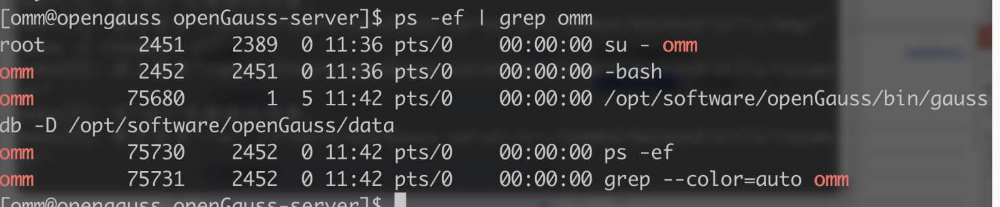 [omm@opengauss openGauss-server]$ ps -ef | grep omm
root 2451 2389 0 11:36 pts/0 00:00:00 su - omm
omm 2452 2451 0 11:36 pts/0 00:00:00 -bash
omm 75680 1 5 11:42 pts/0 00:00:00 /opt/software/openGauss/bin/gauss
db -D /opt/software/openGauss/data
omm 75730 2452 0 11:42 pts/0 00:00:00 ps -ef
omm 75731 2452 0 11:42 pts/0 00:00:00 grep --color=auto omm
[omm@opengauss openGauss-server]$